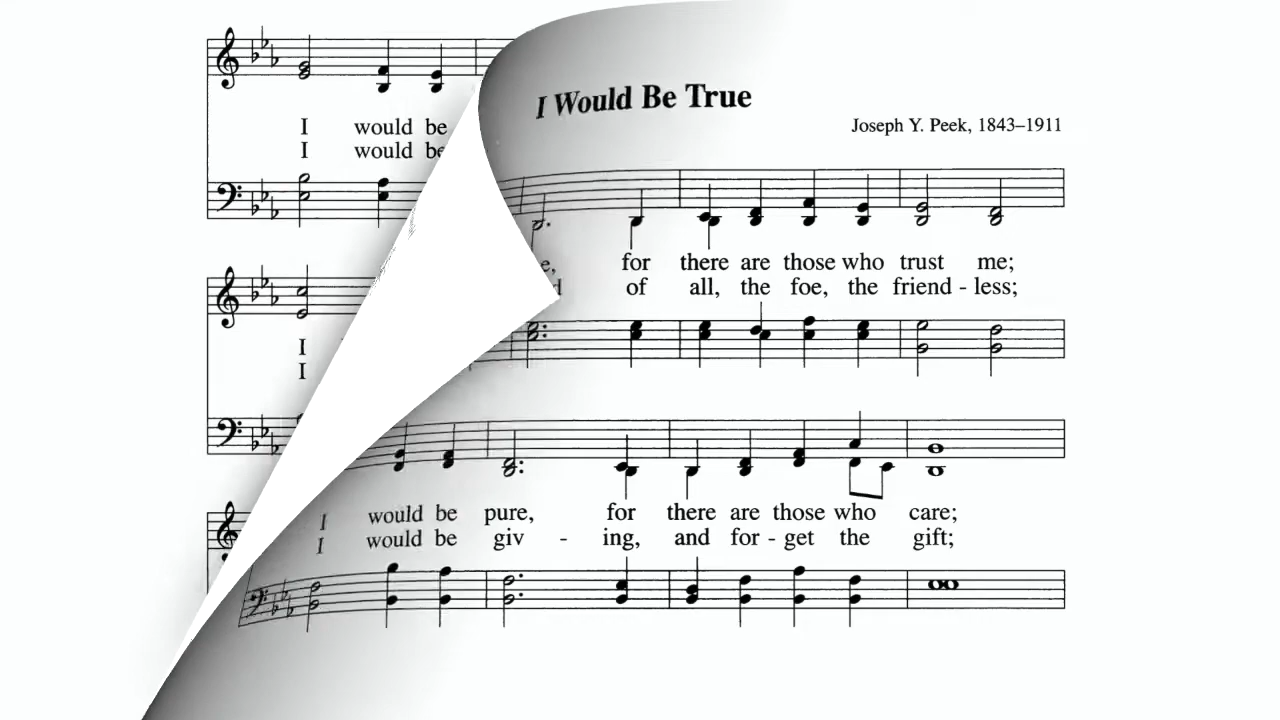 I Would Be True
Joseph Y. Peek, 1843–1911
I would be
I would be
for there are those who trust me;
of all, the foe, the friend - less;
I
I
I would be pure, for there are those who care;
I would be giv - ing, and for - get the gift;